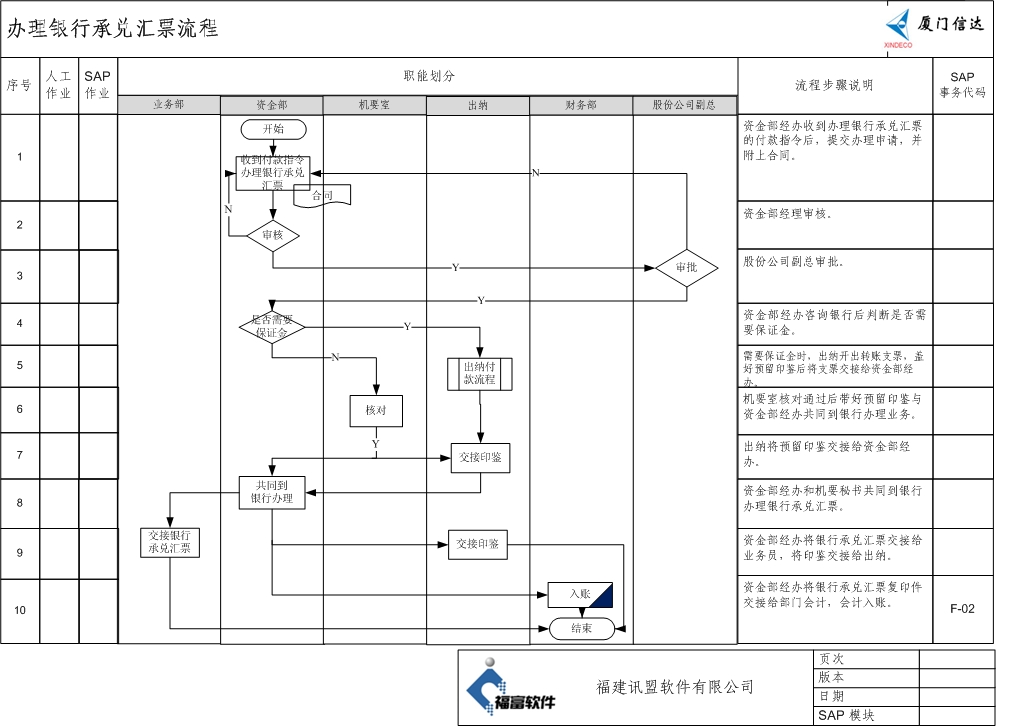 办理银行承兑汇票流程
厦门信达
XINDECO
序号
人工
作业
SAP
作业
职能划分
流程步骤说明
SAP
事务代码
业务部
资金部
机要室
出纳
财务部
股份公司副总
开始
1
收到付款指令
办理银行承兑
汇票
合同
N
N
资金部经办收到办理银行承兑汇票
的付款指令后，提交办理申请，并
附上合同。
2
审核
资金部经理审核。
3
Y
审批
股份公司副总审批。
Y
4
是否需要
保证金
Y
N
资金部经办咨询银行后判断是否需
要保证金。
5
出纳付
款流程
需要保证金时，出纳开出转账支票，盖
好预留印鉴后将支票交接给资金部经
办。
6
核对
Y
机要室核对通过后带好预留印鉴与
资金部经办共同到银行办理业务。
7
交接印鉴
出纳将预留印鉴交接给资金部经
办。
8
共同到
银行办理
资金部经办和机要秘书共同到银行
办理银行承兑汇票。
9
交接银行
承兑汇票
交接印鉴
资金部经办将银行承兑汇票交接给
业务员，将印鉴交接给出纳。
10
入账
结束
资金部经办将银行承兑汇票复印件
交接给部门会计，会计入账。
F-02
福富软件
福建讯盟软件有限公司
页次
版本
日期
SAP 模块